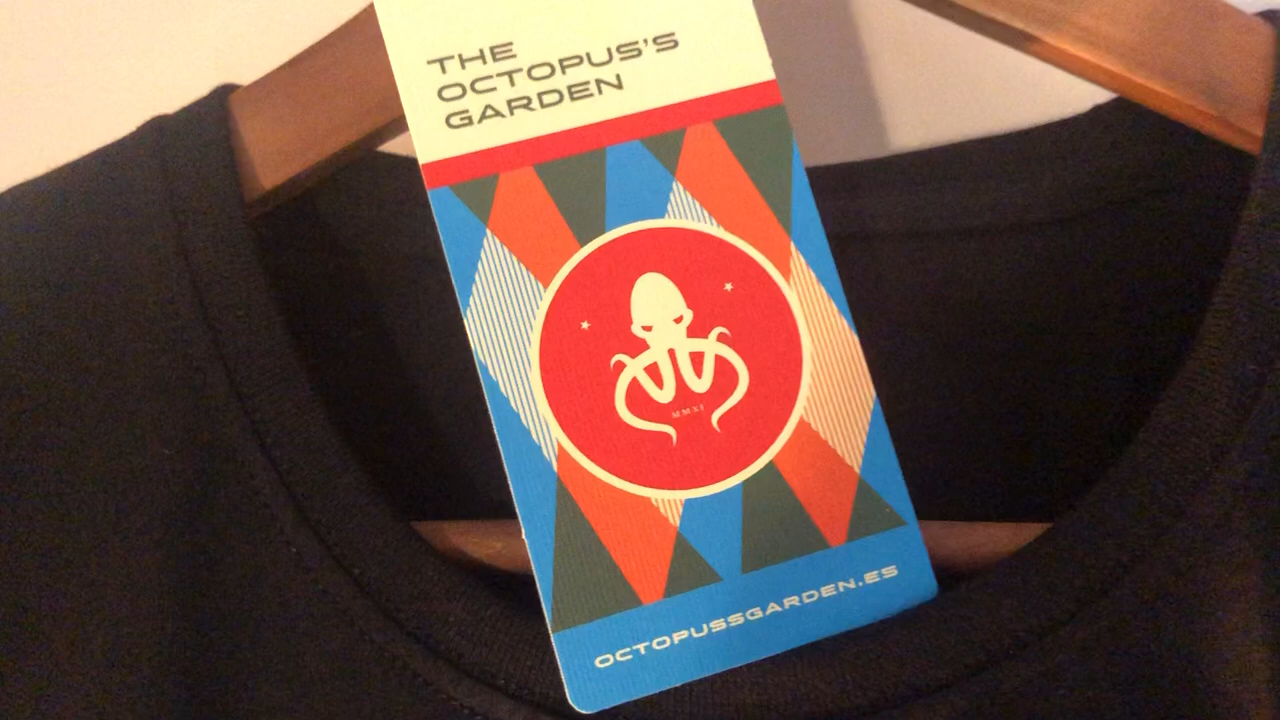 THE
OCTOPUS'S
GARDEN
MMXI
OCTOPUSSGARDEN.ES